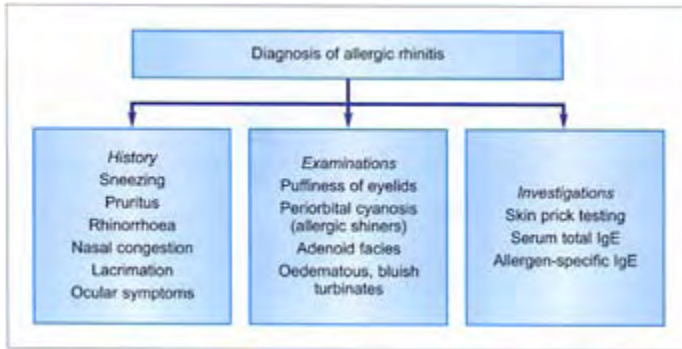 Diagnosis of allergic rhinitis
History
Sneezing
Pruritus
Rhinorrhoea
Nasal congestion
Lacrimation
Ocular symptoms
Examinations
Puffiness of eyelids
Periorbital cyanosis
(allergic shiners)
Adenoid facies
Oedematous, bluish
turbinates
Investigations
Skin prick testing
Serum total IgE
Allergen-specific IgE